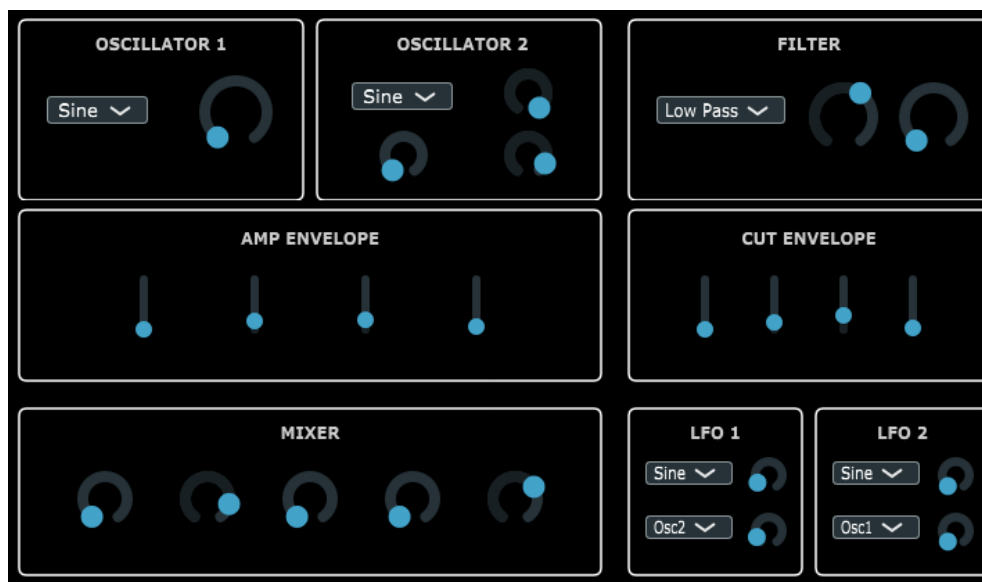 OSCILLATOR 1
Sine
OSCILLATOR 2
Sine
FILTER
Low Pass
AMP ENVELOPE
CUT ENVELOPE
MIXER
LFO 1
Sine
Osc2
LFO 2
Sine
Osc1